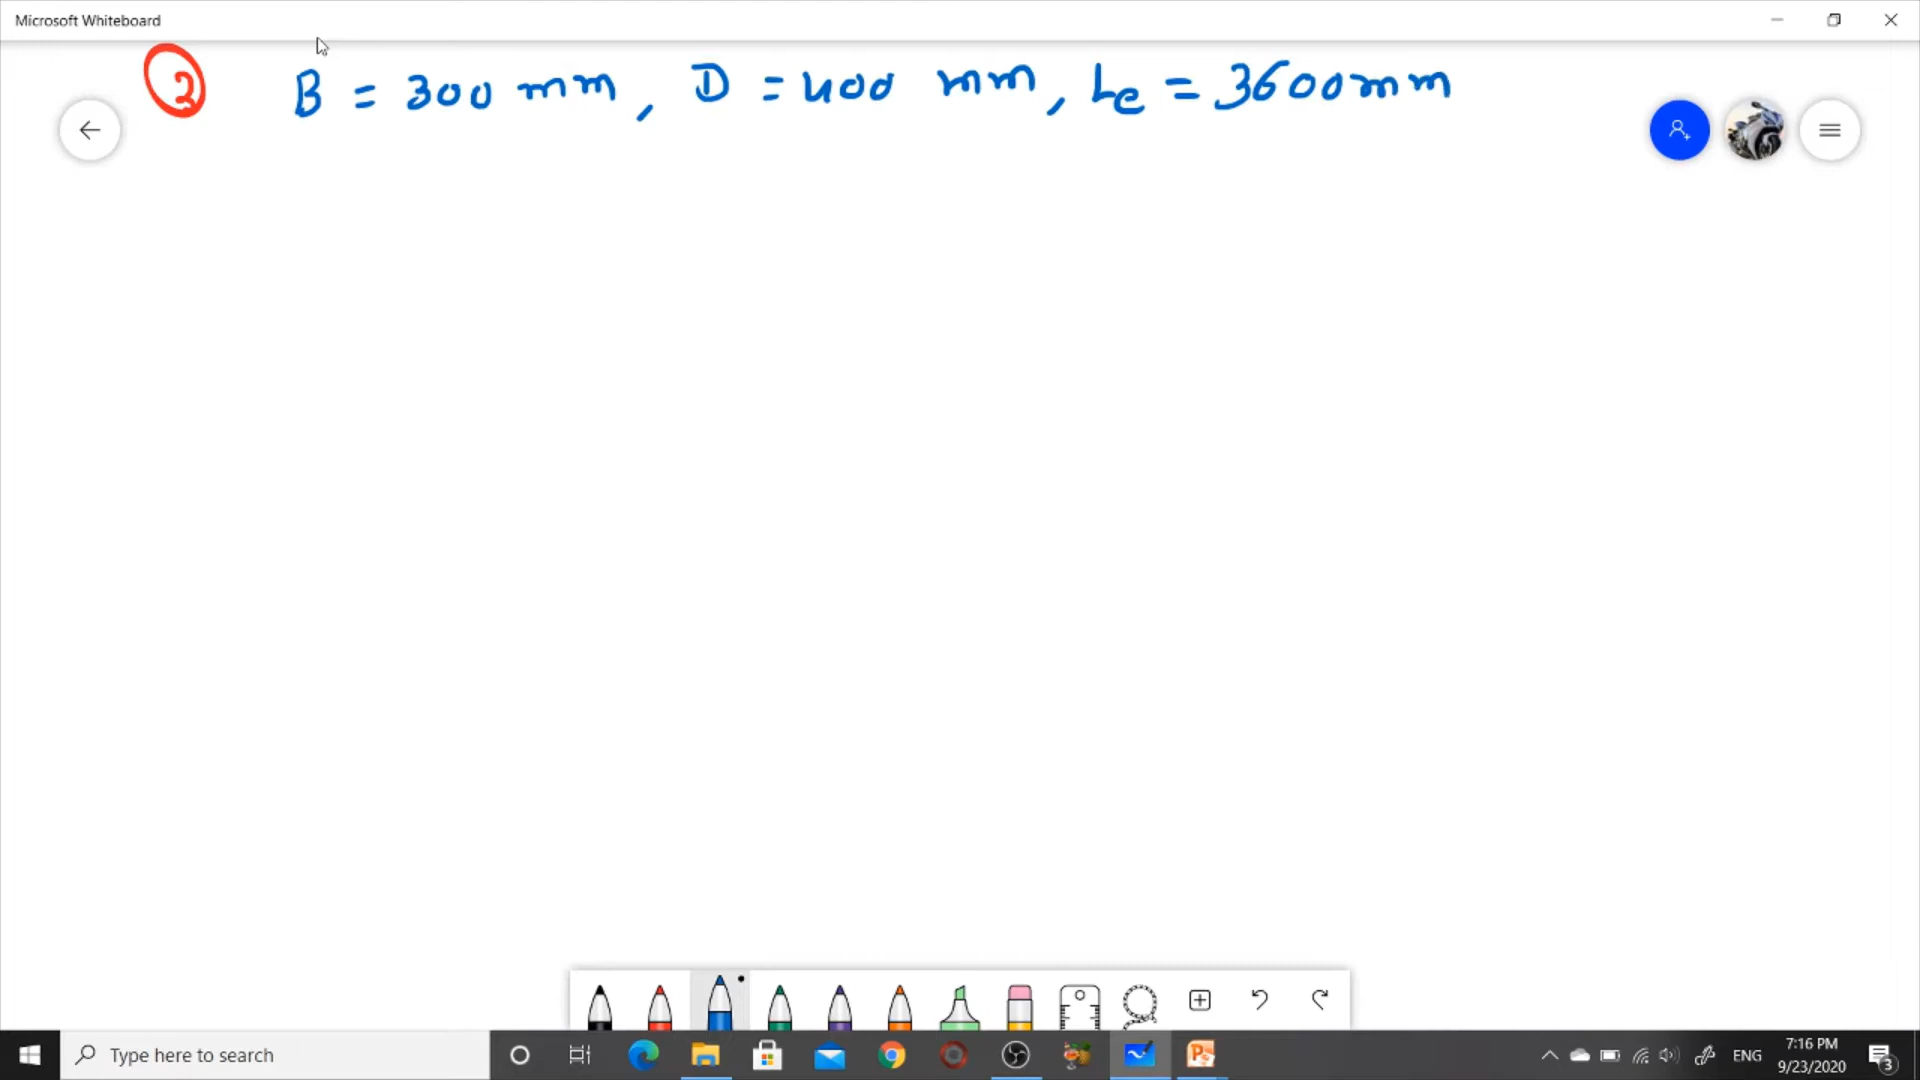 Microsoft Whiteboard
2 B = 300 mm, D = 400 mm, Le = 3600mm
Type here to search
ENG
7:16 PM
9/23/2020
3